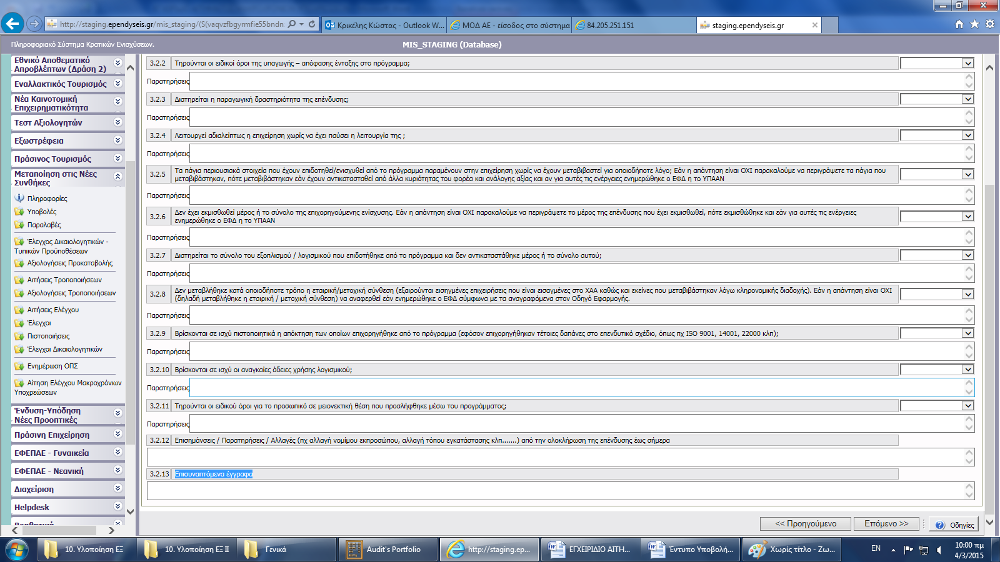 http://staging.ependyseis.gr/mis_staging/(S(vaqvzfbgyrmfie55bndn
Κρικέλης Κώστας - Outlook W...
ΜΟΔ ΑΕ - είσοδος στο σύστημα
84.205.251.151
staging.ependyseis.gr
Πληροφοριακό Σύστημα Κρατικών Ενισχύσεων.
MIS_STAGING (Database)
Εθνικό Αποθεματικό
Απροβλέπτων (Δράση 2)
Εναλλακτικός Τουρισμός
Νέα Καινοτομική
Επιχειρηματικότητα
Τεστ Αξιολογητών
Εξωστρέφεια
Πράσινος Τουρισμός
Μεταποίηση στις Νέες
Συνθήκες
Πληροφορίες
Υποβολές
Παραλαβές
Έλεγχος Δικαιολογητικών -
Τυπικών Προϋποθέσεων
Αξιολογήσεις Προκαταβολής
Αιτήσεις Τροποποιήσεων
Αξιολογήσεις Τροποποιήσεων
Αιτήσεις Ελέγχου
Έλεγχοι
Πιστοποιήσεις
Έλεγχοι Δικαιολογητικών
Ενημέρωση ΟΠΣ
Αίτηση Ελέγχου Μακροχρόνιων
Υποχρεώσεων
Ένδυση-Υπόδηση
Νέες Προοπτικές
Πράσινη Επιχείρηση
ΕΦΕΠΑΕ - Γυναικεία
ΕΦΕΠΑΕ - Νεανική
Διαχείριση
Helpdesk
Βοηθητικά
3.2.2 Τηρούνται οι ειδικοί όροι της υπαγωγής – απόφασης ένταξης στο πρόγραμμα;
Παρατηρήσεις
3.2.3 Διατηρείται η παραγωγική δραστηριότητα της επένδυσης;
Παρατηρήσεις
3.2.4 Λειτουργεί αδιαλείπτως η επιχείρηση χωρίς να έχει παύσει η λειτουργία της ;
Παρατηρήσεις
3.2.5 Τα πάγια περιουσιακά στοιχεία που έχουν επιδοτηθεί/ενισχυθεί από το πρόγραμμα παραμένουν στην επιχείρηση χωρίς να έχουν μεταβιβαστεί για οποιοδήποτε λόγο; Εάν η απάντηση είναι ΟΧΙ παρακαλούμε να περιγράψετε τα πάγια που
μεταβιβάστηκαν, πότε μεταβιβάστηκαν εάν έχουν αντικατασταθεί από άλλα κυριότητας του φορέα και ανάλογης αξίας και αν για αυτές τις ενέργειες ενημερώθηκε ο ΕΦΔ η το ΥΠΑΑΝ
Παρατηρήσεις
3.2.6 Δεν έχει εκμισθωθεί μέρος ή το σύνολο της επιχορηγούμενης ενίσχυσης. Εάν η απάντηση είναι ΟΧΙ παρακαλούμε να περιγράψετε το μέρος της επένδυσης που έχει εκμισθωθεί, πότε εκμισθώθηκε και εάν για αυτές τις ενέργειες
ενημερώθηκε ο ΕΦΔ η το ΥΠΑΑΝ
Παρατηρήσεις
3.2.7 Διατηρείται το σύνολο του εξοπλισμού / λογισμικού που επιδοτήθηκε από το πρόγραμμα και δεν αντικαταστάθηκε μέρος ή το σύνολο αυτού;
Παρατηρήσεις
3.2.8 Δεν μεταβλήθηκε κατά οποιοδήποτε τρόπο η εταιρική/μετοχική σύνθεση (εξαιρούνται εισηγμένες επιχειρήσεις που είναι εισαγμένες στο ΧΑΑ καθώς και εκείνες που μεταβιβάστηκαν λόγω κληρονομικής διαδοχής). Εάν η απάντηση είναι ΟΧΙ
(δηλαδή μεταβλήθηκε η εταιρική / μετοχική σύνθεση) να αναφερθεί εάν ενημερώθηκε ο ΕΦΔ σύμφωνα με τα αναγραφόμενα στον Οδηγό Εφαρμογής.
Παρατηρήσεις
3.2.9 Βρίσκονται σε ισχύ πιστοποιητικά η απόκτηση των οποίων επιχορηγήθηκε από το πρόγραμμα (εφόσον επιχορηγήθηκαν τέτοιες δαπάνες στο επενδυτικό σχέδιο, όπως πχ ISO 9001, 14001, 22000 κλπ);
Παρατηρήσεις
3.2.10 Βρίσκονται σε ισχύ οι αναγκαίες άδειες χρήσης λογισμικού;
Παρατηρήσεις
3.2.11 Τηρούνται οι ειδικού όροι για το προσωπικό σε μειονεκτική θέση που προσλήφθηκε μέσω του προγράμματος;
Παρατηρήσεις
3.2.12 Επισημάνσεις / Παρατηρήσεις / Αλλαγές (πχ αλλαγή νομίμου εκπροσώπου, αλλαγή τόπου εγκατάστασης κλπ.......) από την ολοκλήρωση της επένδυσης έως σήμερα
3.2.13 Επισυναπτόμενα έγγραφα
<< Προηγούμενο
Επόμενο >>
Οδηγίες
10. Υλοποίηση ΕΞ
10. Υλοποίηση ΕΞ ΙΙ
Γενικά
Audit's Portfolio
http://staging.ep...
ΕΓΧΕΙΡΙΔΙΟ ΑΙΤΗ...
Έντυπο Υποβολή...
Χωρίς τίτλο - Ζω...
EN
10:00 πμ
4/3/2015